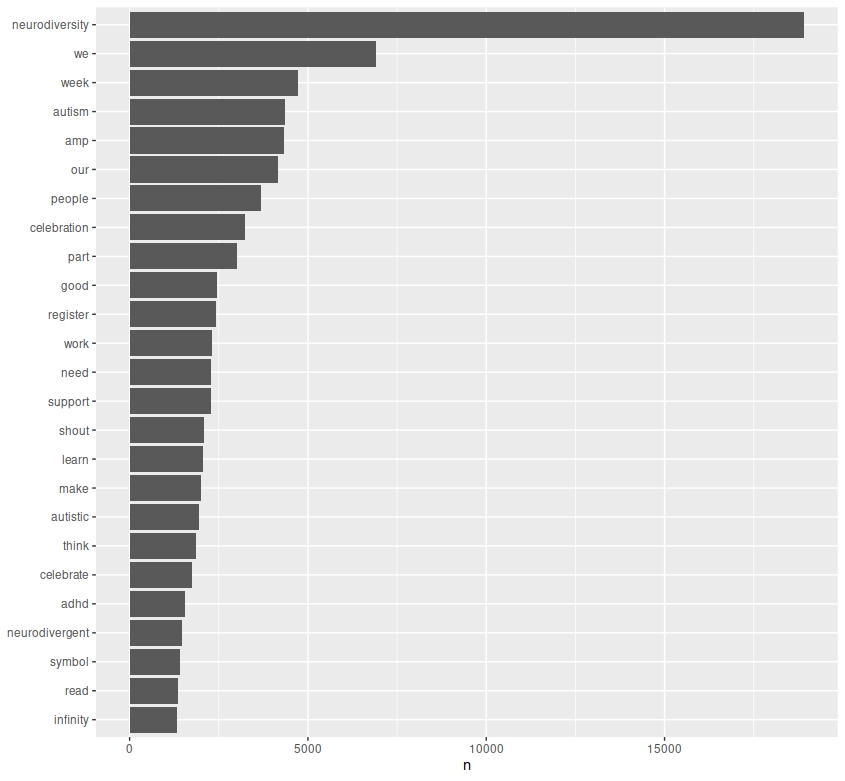 neurodiversity
we
week
autism
amp
our
people
celebration
part
good
register
work
need
support
shout
learn
make
autistic
think
celebrate
adhd
neurodivergent
symbol
read
infinity
0 5000 10000 15000
n